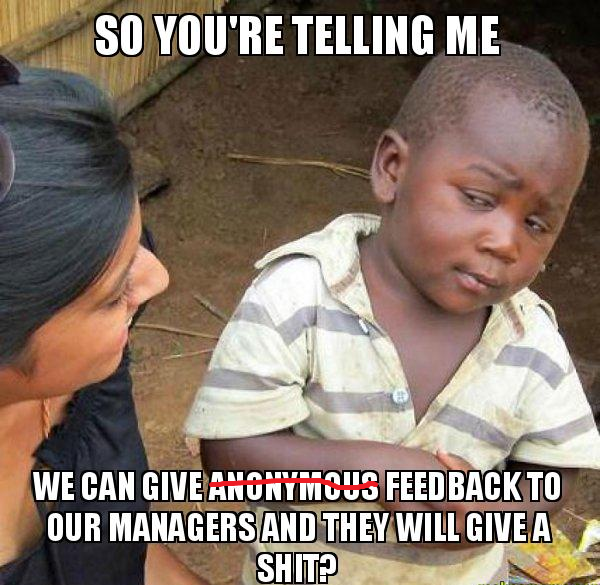 SO YOU'RE TELLING ME
WE CAN GIVE ANONYMOUS FEEDBACK TO
OUR MANAGERS AND THEY WILL GIVE A
SHIT?